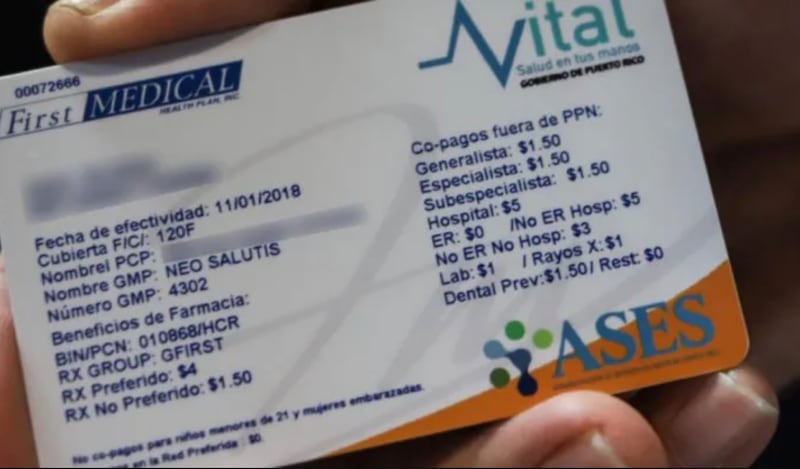 00072666
First MEDICAL
HEALTH PLAN, INC.
Vital
Salud en tus manos
GOBIERNO DE PUERTO RICO
Fecha de efectividad: 11/01/2018
Cubierta F/C/: 120F
Nombrel PCP:
Nombre GMP: NEO SALUTIS
Número GMP: 4302
Beneficios de Farmacia:
BIN/PCN: 010868/HCR
RX GROUP: GFIRST
RX Preferido: $4
RX No Preferido: $1.50
Co-pagos fuera de PPN:
Generalista: $1.50
Especialista: $1.50
Subespecialista: $1.50
Hospital: $5
ER: $0 /No ER Hosp: $5
No ER No Hosp: $3
Lab: $1 / Rayos X: $1
Dental Prev:$1.50/ Rest: $0
ASES
No co-pagos para niños menores de 21 y mujeres embarazadas.
en la Red Preferida : $0.